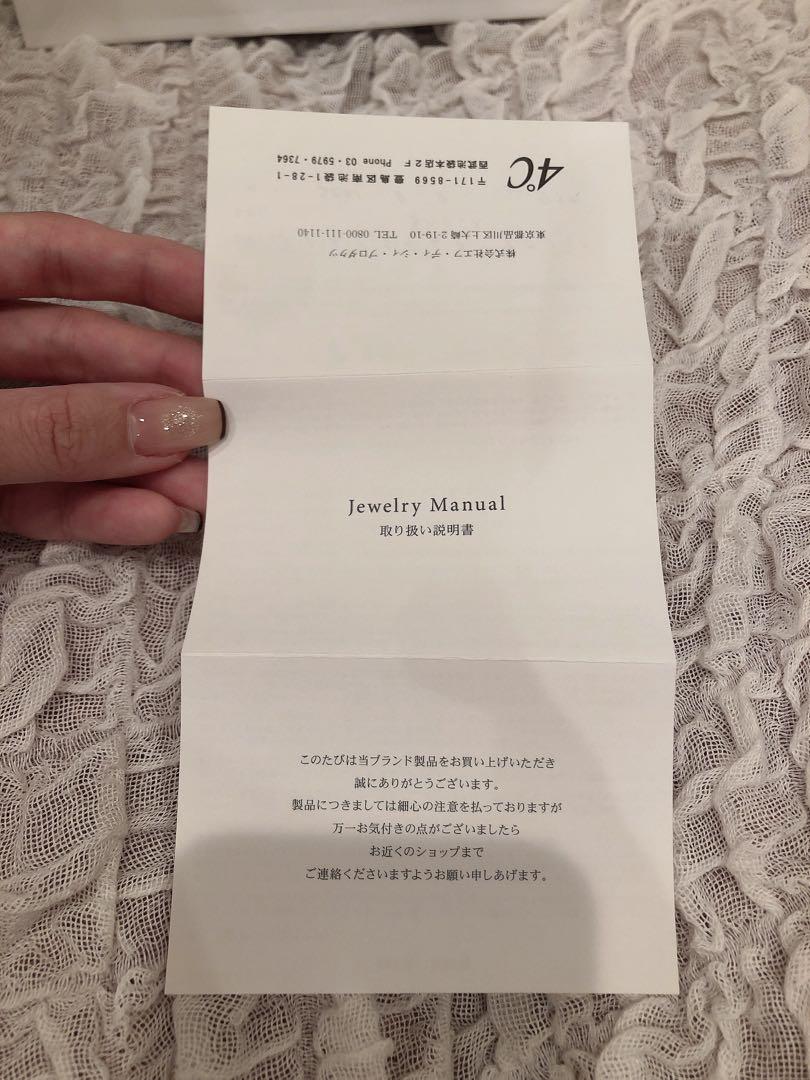 4℃
〒171-8569 豊島区南池袋1-28-1
西武池袋本店2F Phone 03・5979・7364
株式会社エフ・ディ・シィ・プロダクツ
東京都品川区上大崎 2-19-10 TEL 0800-111-1140
Jewelry Manual
取り扱い説明書
このたびは当ブランド製品をお買い上げいただき
誠にありがとうございます。
製品につきましては細心の注意を払っておりますが
万一お気付きの点がございましたら
お近くのショップまで
ご連絡くださいますようお願い申しあげます。